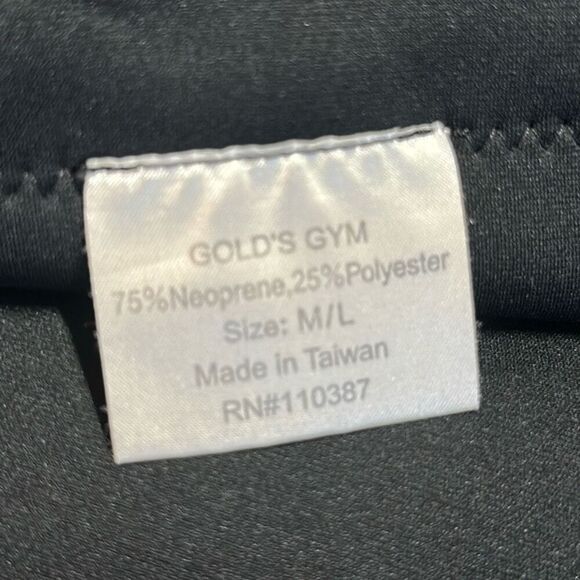 GOLD'S GYM
75%Neoprene,25%Polyester
Size: M/L
Made in Taiwan
RN#110387